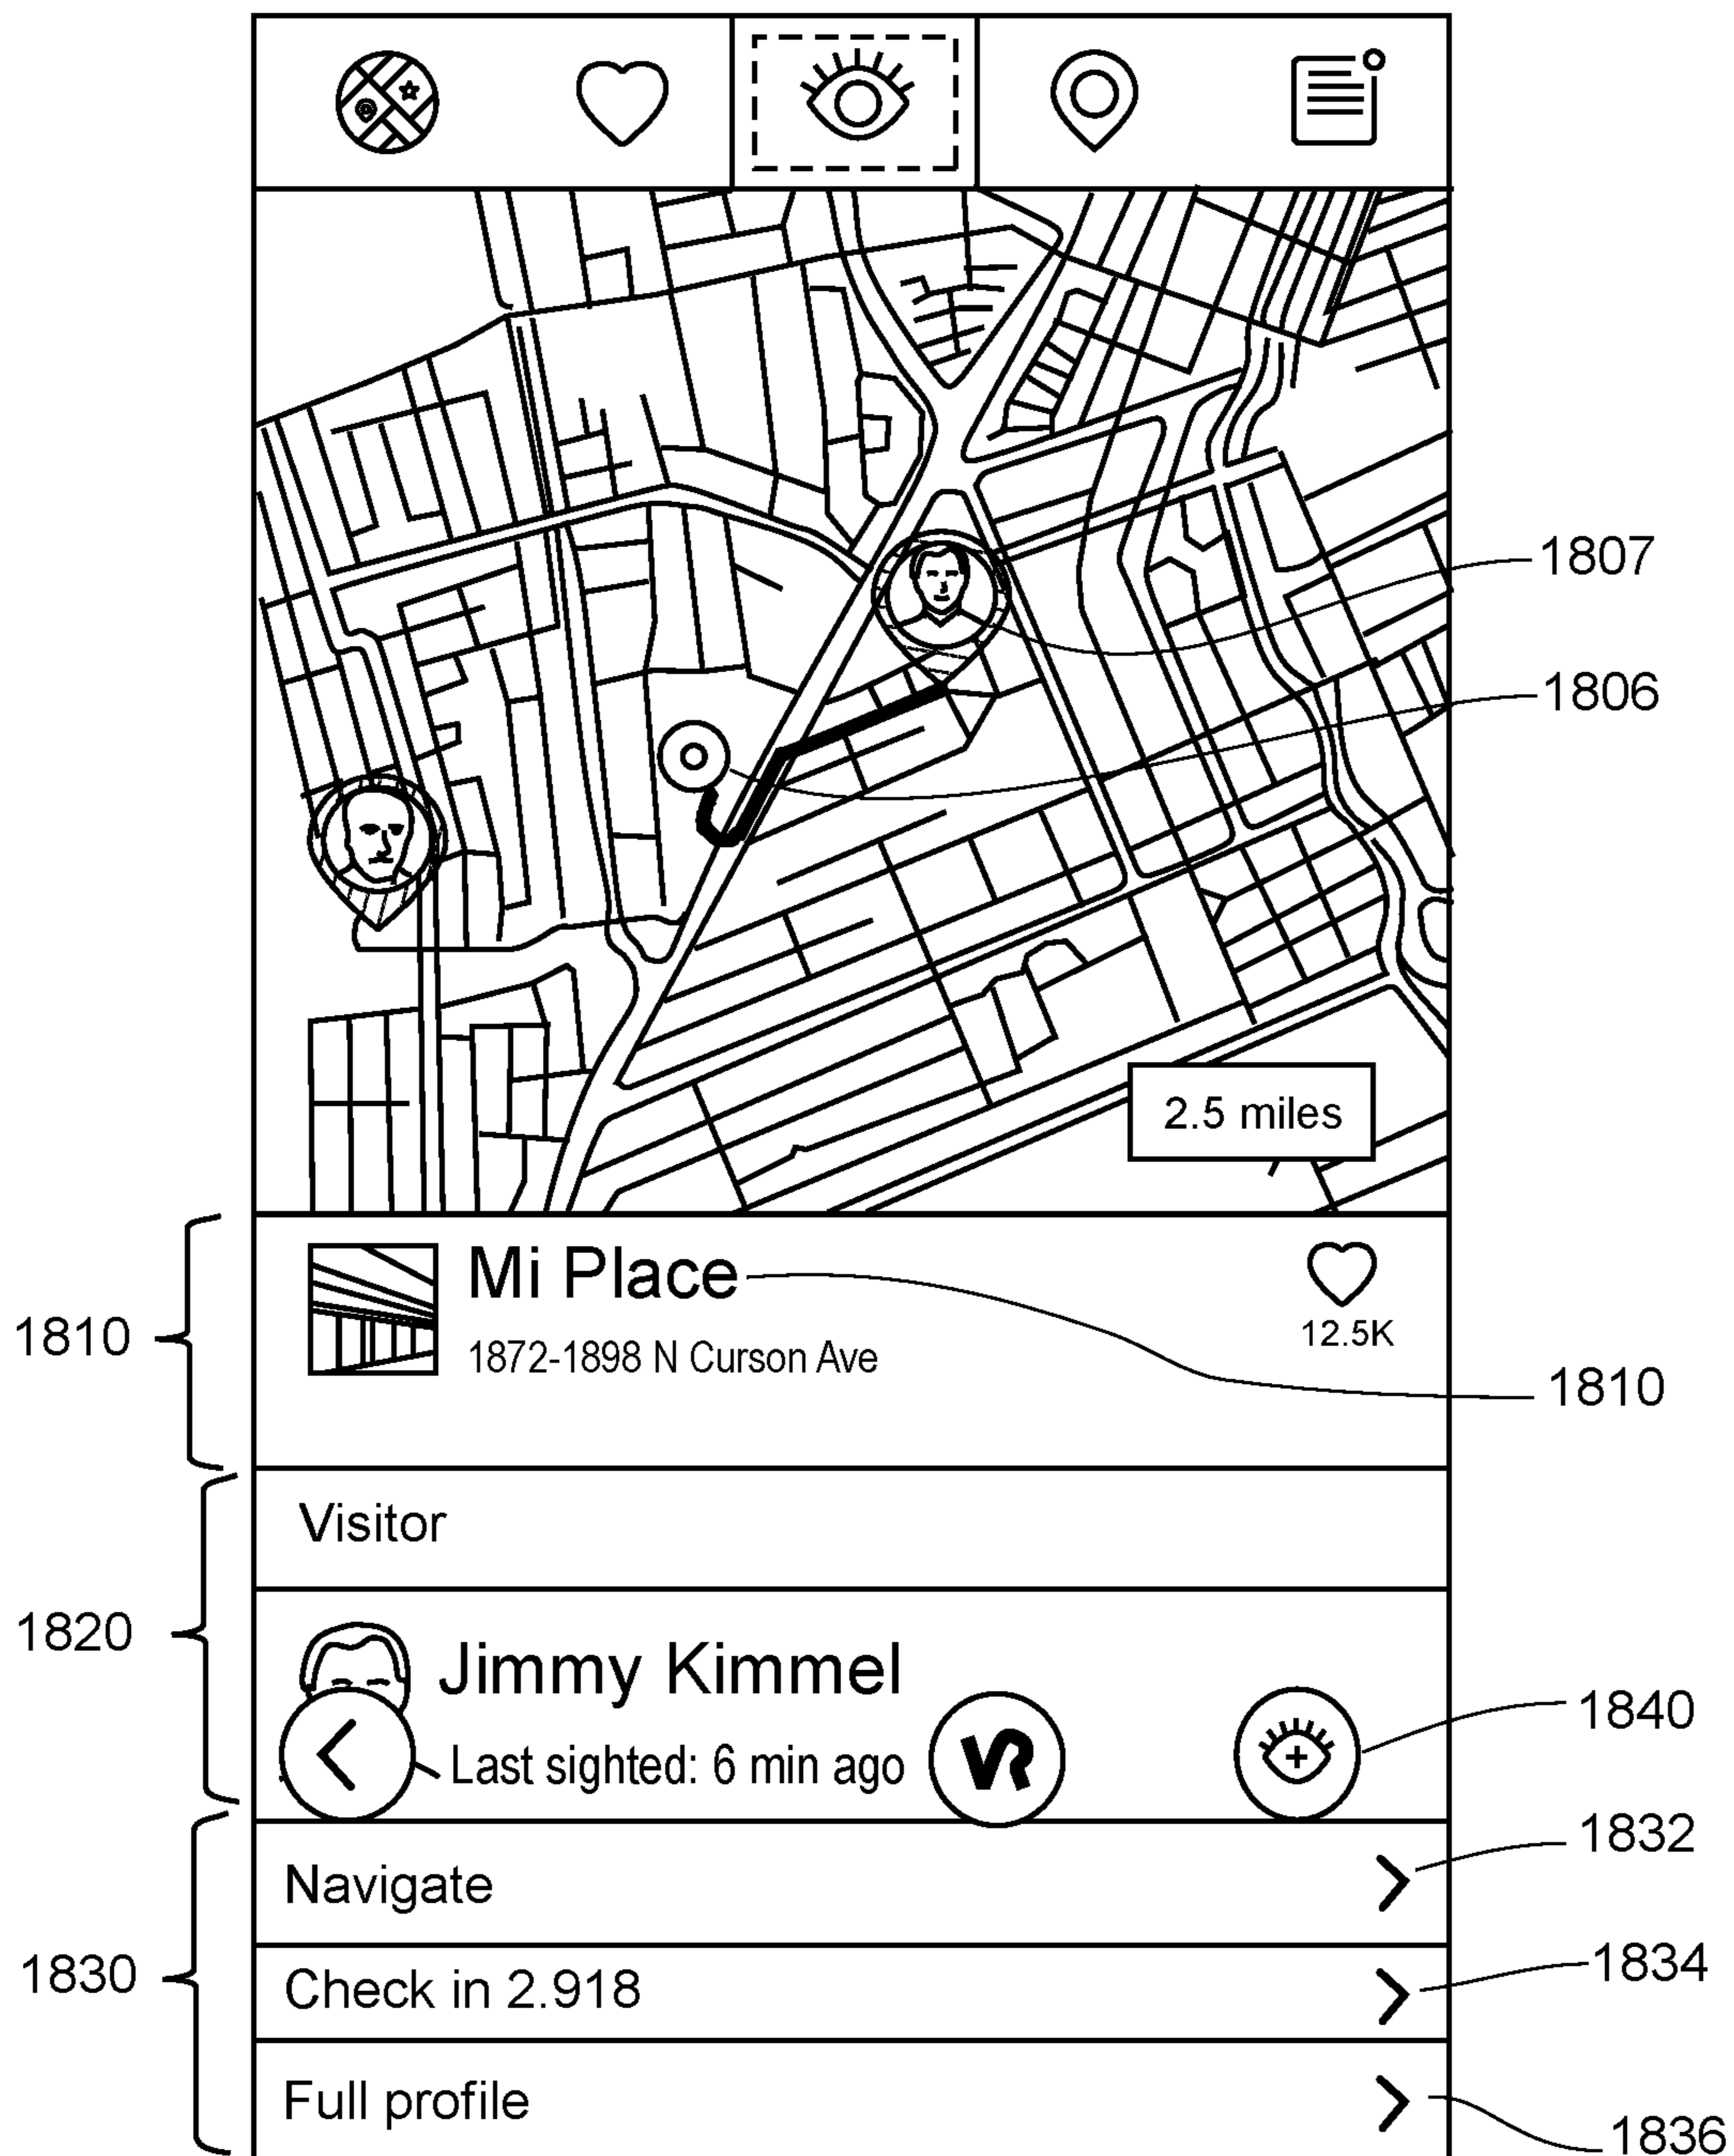 1807
1806
2.5 miles
Mi Place
12.5K
1810
1872-1898 N Curson Ave
1810
Visitor
1820
Jimmy Kimmel
1840
Last sighted: 6 min ago
VR
1832
Navigate
1834
1830
Check in 2.918
Full profile
1836